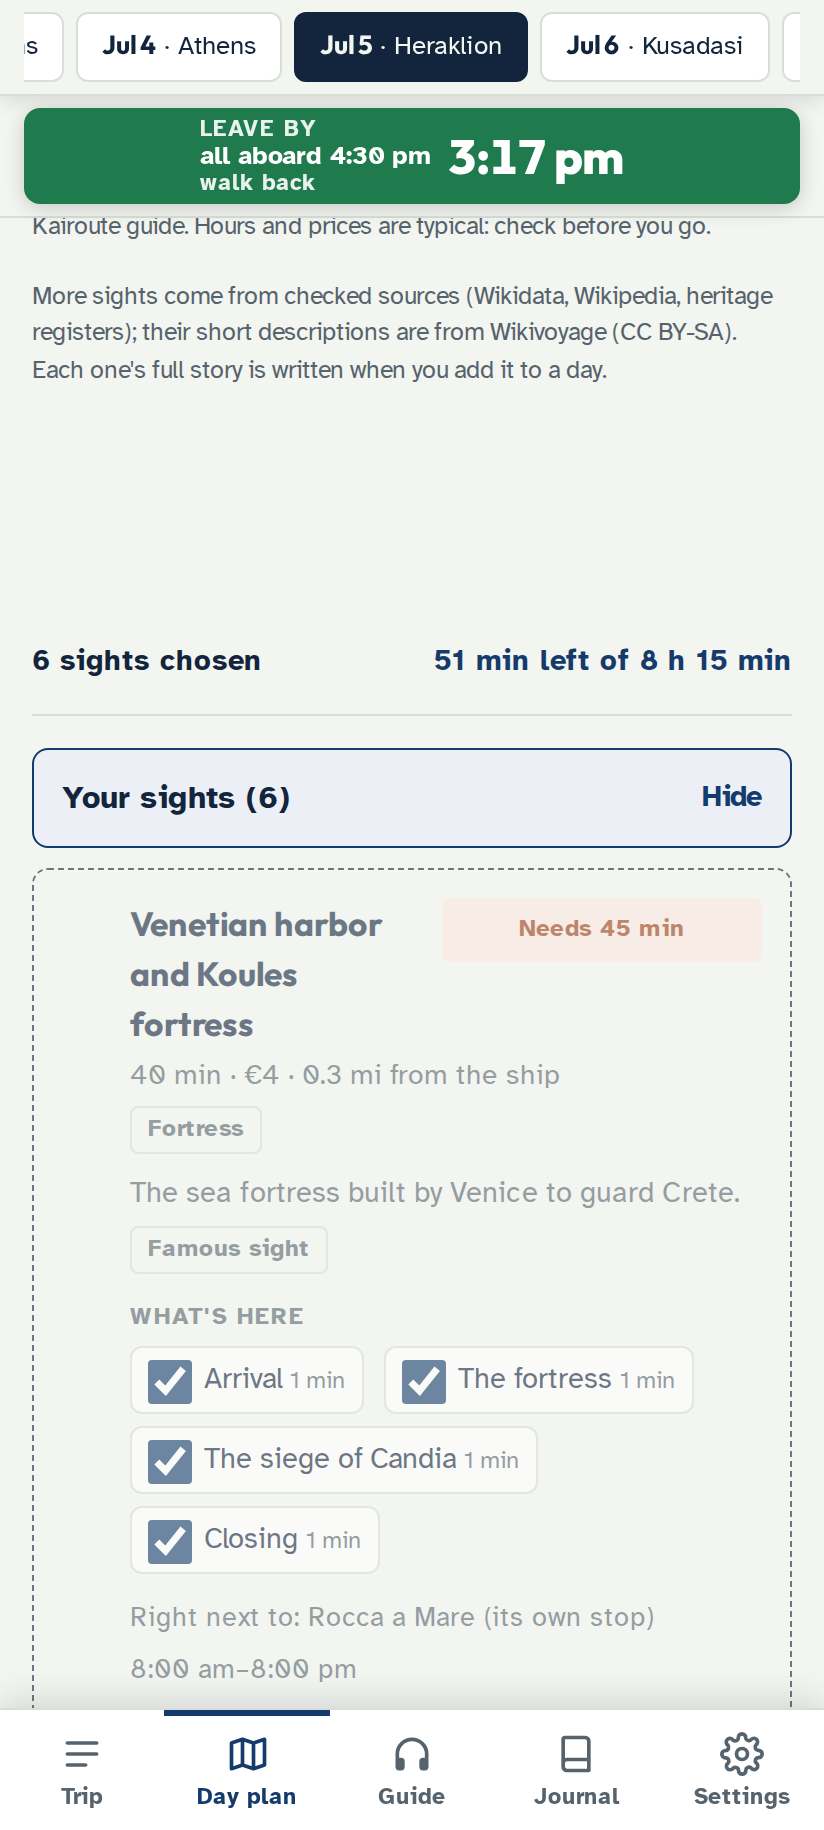 s
Jul 4 · Athens
Jul 5 · Heraklion
Jul 6 · Kusadasi
LEAVE BY
all aboard 4:30 pm
walk back
3:17 pm
Kairoute guide. Hours and prices are typical: check before you go.
More sights come from checked sources (Wikidata, Wikipedia, heritage
registers); their short descriptions are from Wikivoyage (CC BY-SA).
Each one's full story is written when you add it to a day.
6 sights chosen
51 min left of 8 h 15 min
Your sights (6)
Hide
Venetian harbor
and Koules
fortress
Needs 45 min
40 min · €4 · 0.3 mi from the ship
Fortress
The sea fortress built by Venice to guard Crete.
Famous sight
WHAT'S HERE
Arrival 1 min
The fortress 1 min
The siege of Candia 1 min
Closing 1 min
Right next to: Rocca a Mare (its own stop)
8:00 am–8:00 pm
Trip
Day plan
Guide
Journal
Settings